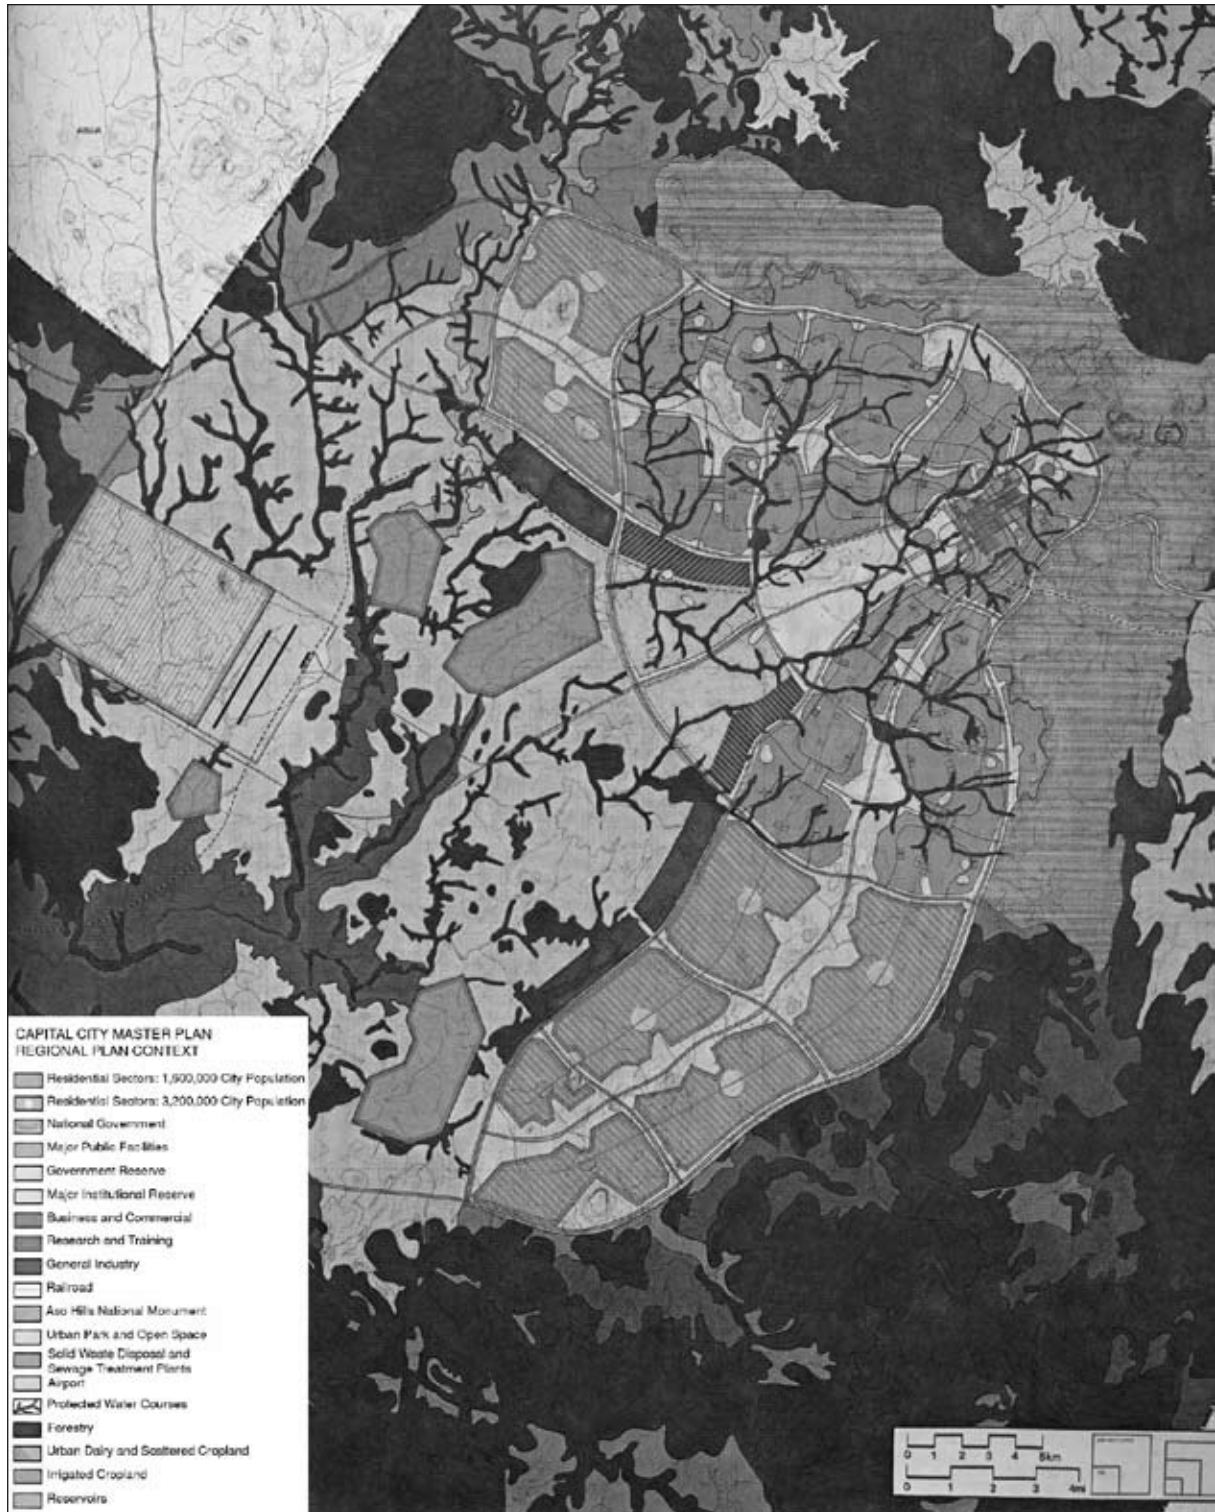 CAPITAL CITY MASTER PLAN
REGIONAL PLAN CONTEXT
Residential Sectors: 1,600,000 City Population
Residential Sectors: 3,200,000 City Population
National Government
Major Public Facilities
Government Reserve
Major Institutional Reserve
Business and Commercial
Research and Training
General Industry
Railroad
Aso Hills National Monument
Urban Park and Open Space
Solid Waste Disposal and
Sewage Treatment Plants
Airport
Protected Water Courses
Forestry
Urban Dairy and Scattered Cropland
Irrigated Cropland
Reservoirs
0 1 2 3 4 5km
0 1 2 3 4mi